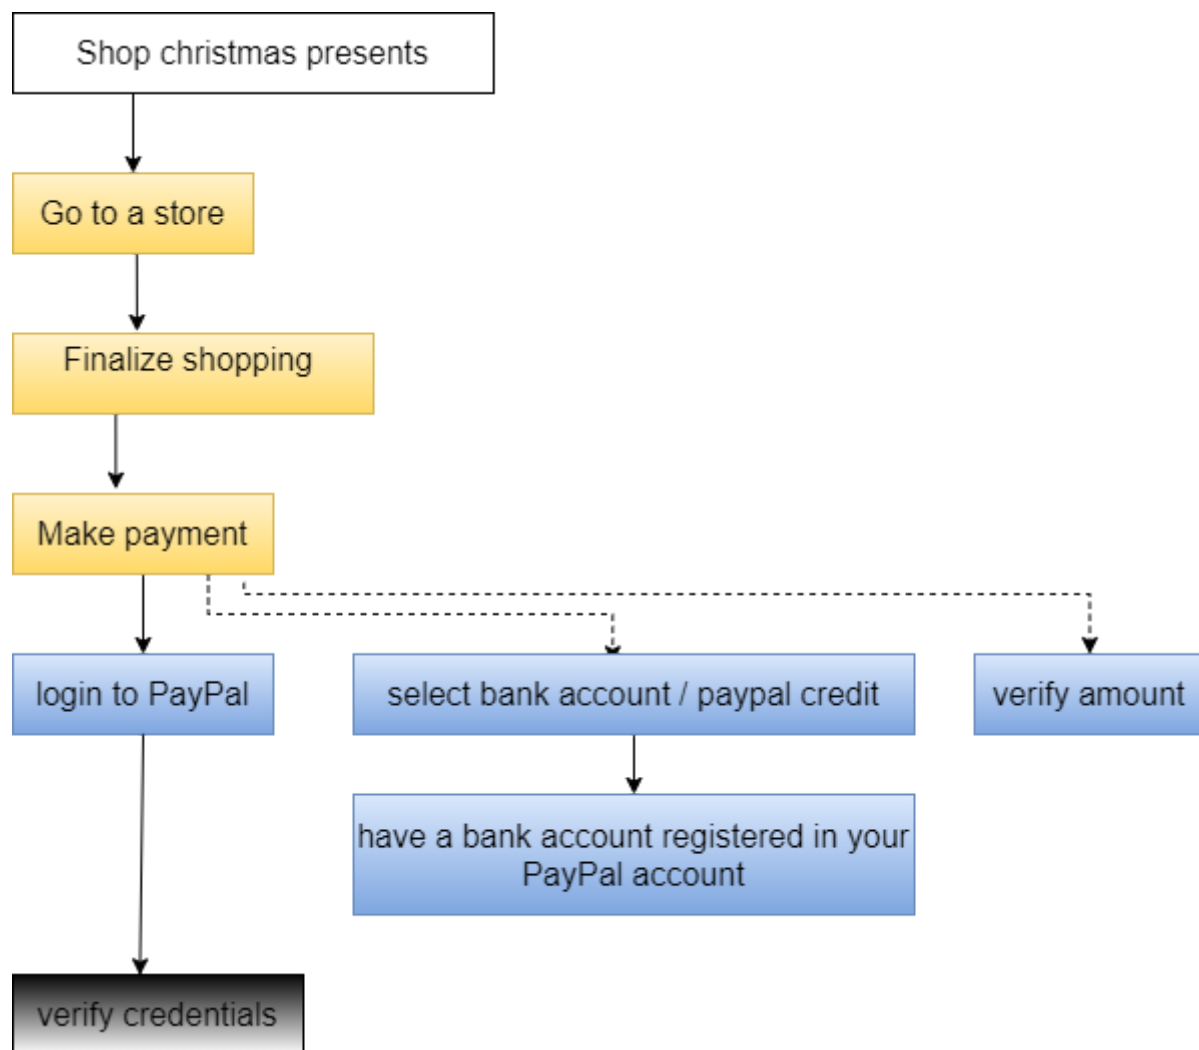 Shop christmas presents
Go to a store
Finalize shopping
Make payment
login to PayPal
select bank account / paypal credit
verify amount
have a bank account registered in your
PayPal account
verify credentials